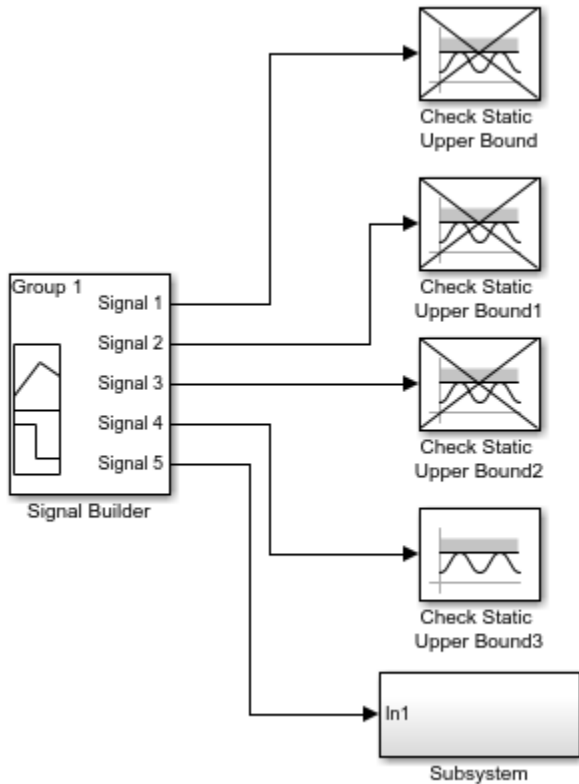 Check Static
Upper Bound
Check Static
Upper Bound1
Group 1
Signal 1
Signal 2
Signal 3
Signal 4
Signal 5
Signal Builder
Check Static
Upper Bound2
Check Static
Upper Bound3
In1
Subsystem